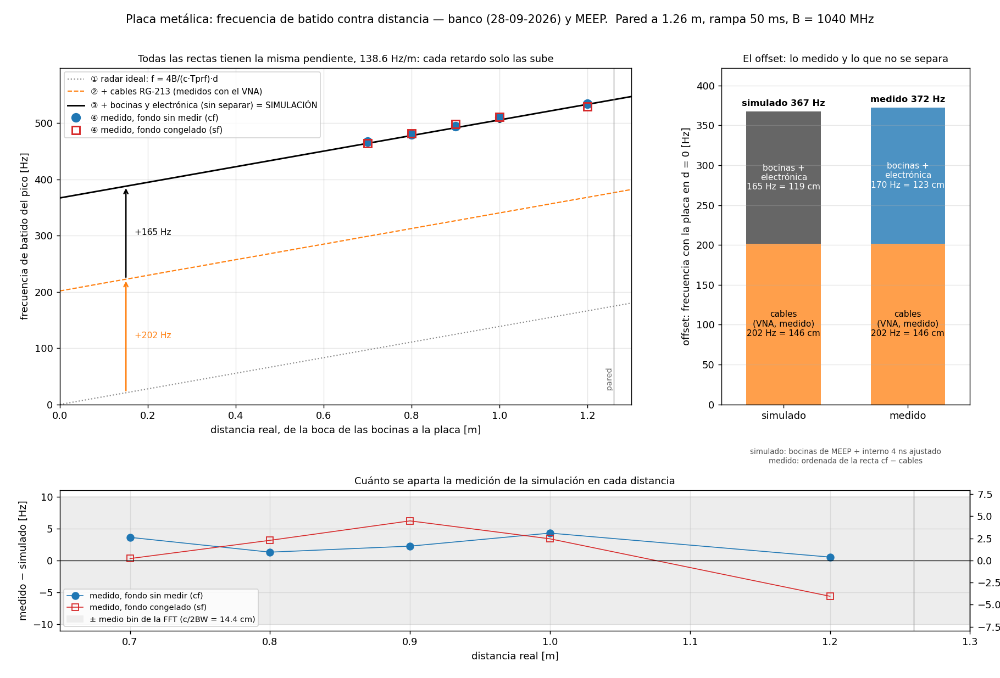 Placa metálica: frecuencia de batido contra distancia — banco (28-09-2026) y MEEP.  Pared a 1.26 m, rampa 50 ms, B = 1040 MHz
Todas las rectas tienen la misma pendiente, 138.6 Hz/m: cada retardo solo las sube
① radar ideal: f = 4B/(c·Tprf)·d
② + cables RG-213 (medidos con el VNA)
③ + bocinas y electrónica (sin separar) = SIMULACIÓN
④ medido, fondo sin medir (cf)
④ medido, fondo congelado (sf)
frecuencia de batido del pico [Hz]
500
400
300
200
100
0
+165 Hz
+202 Hz
pared
0.0 0.2 0.4 0.6 0.8 1.0 1.2
distancia real, de la boca de las bocinas a la placa [m]
El offset: lo medido y lo que no se separa
offset: frecuencia con la placa en d = 0 [Hz]
400
350
300
250
200
150
100
50
0
simulado 367 Hz
bocinas +
electrónica
165 Hz = 119 cm
cables
(VNA, medido)
202 Hz = 146 cm
medido 372 Hz
bocinas +
electrónica
170 Hz = 123 cm
cables
(VNA, medido)
202 Hz = 146 cm
simulado medido
simulado: bocinas de MEEP + interno 4 ns ajustado
medido: ordenada de la recta cf − cables
Cuánto se aparta la medición de la simulación en cada distancia
medido − simulado [Hz]
10
5
0
−5
−10
medido, fondo sin medir (cf)
medido, fondo congelado (sf)
± medio bin de la FFT (c/2BW = 14.4 cm)
7.5
5.0
2.5
0.0
−2.5
−5.0
−7.5
0.7 0.8 0.9 1.0 1.1 1.2 1.3
distancia real [m]